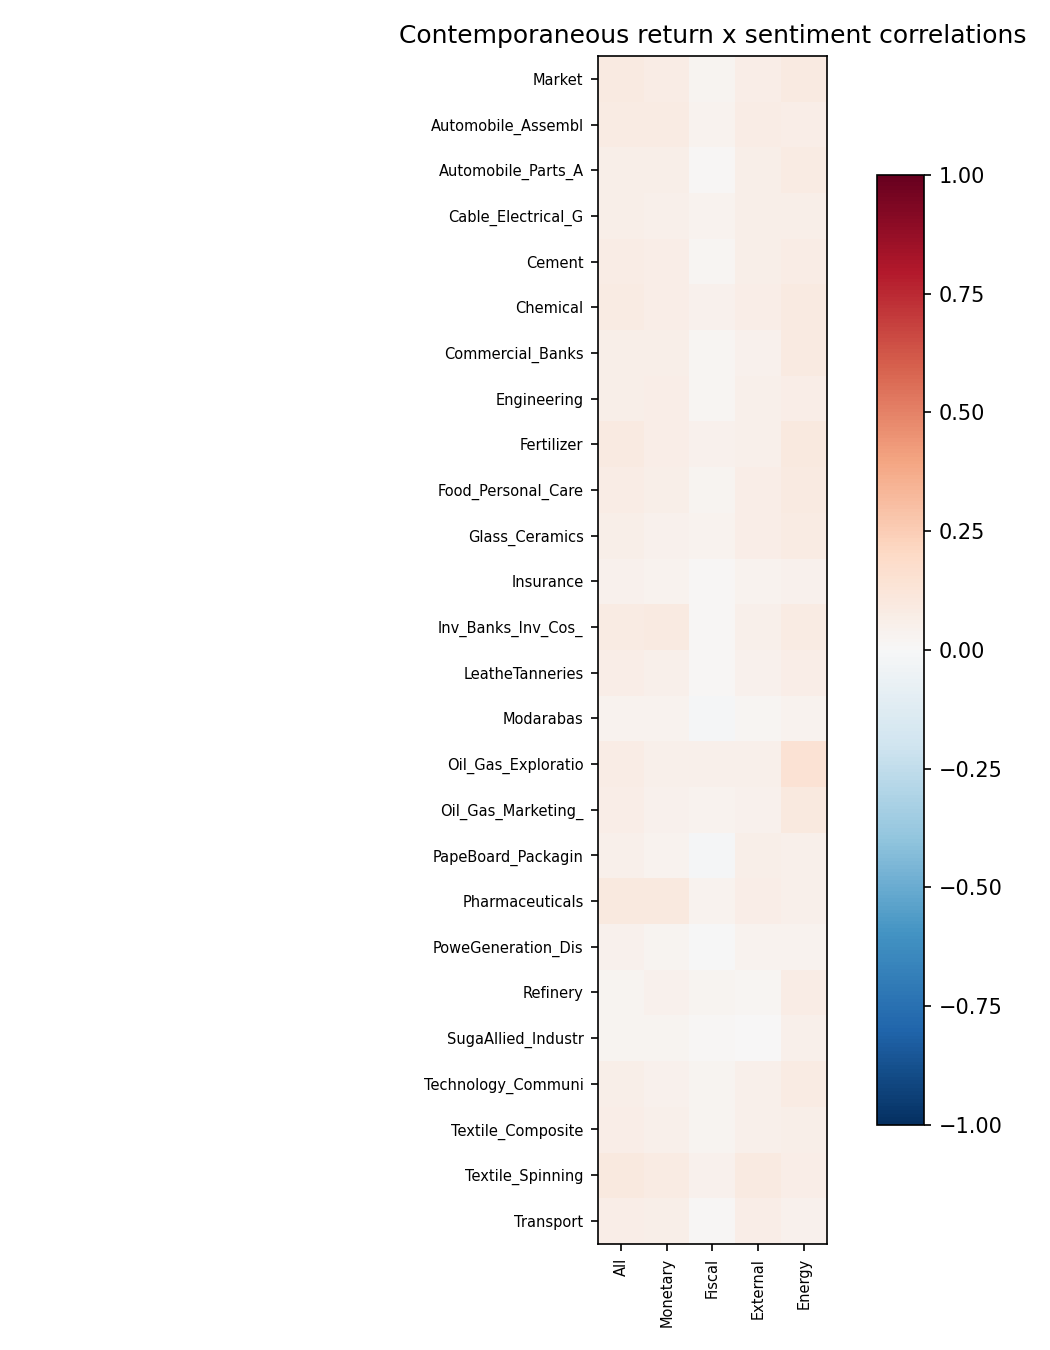 Contemporaneous return x sentiment correlations
Market
Automobile_Assembl
Automobile_Parts_A
Cable_Electrical_G
Cement
Chemical
Commercial_Banks
Engineering
Fertilizer
Food_Personal_Care
Glass_Ceramics
Insurance
Inv_Banks_Inv_Cos_
LeatheTanneries
Modarabas
Oil_Gas_Exploratio
Oil_Gas_Marketing_
PapeBoard_Packagin
Pharmaceuticals
PoweGeneration_Dis
Refinery
SugaAllied_Industr
Technology_Communi
Textile_Composite
Textile_Spinning
Transport
All
Monetary
Fiscal
External
Energy
1.00
0.75
0.50
0.25
0.00
−0.25
−0.50
−0.75
−1.00